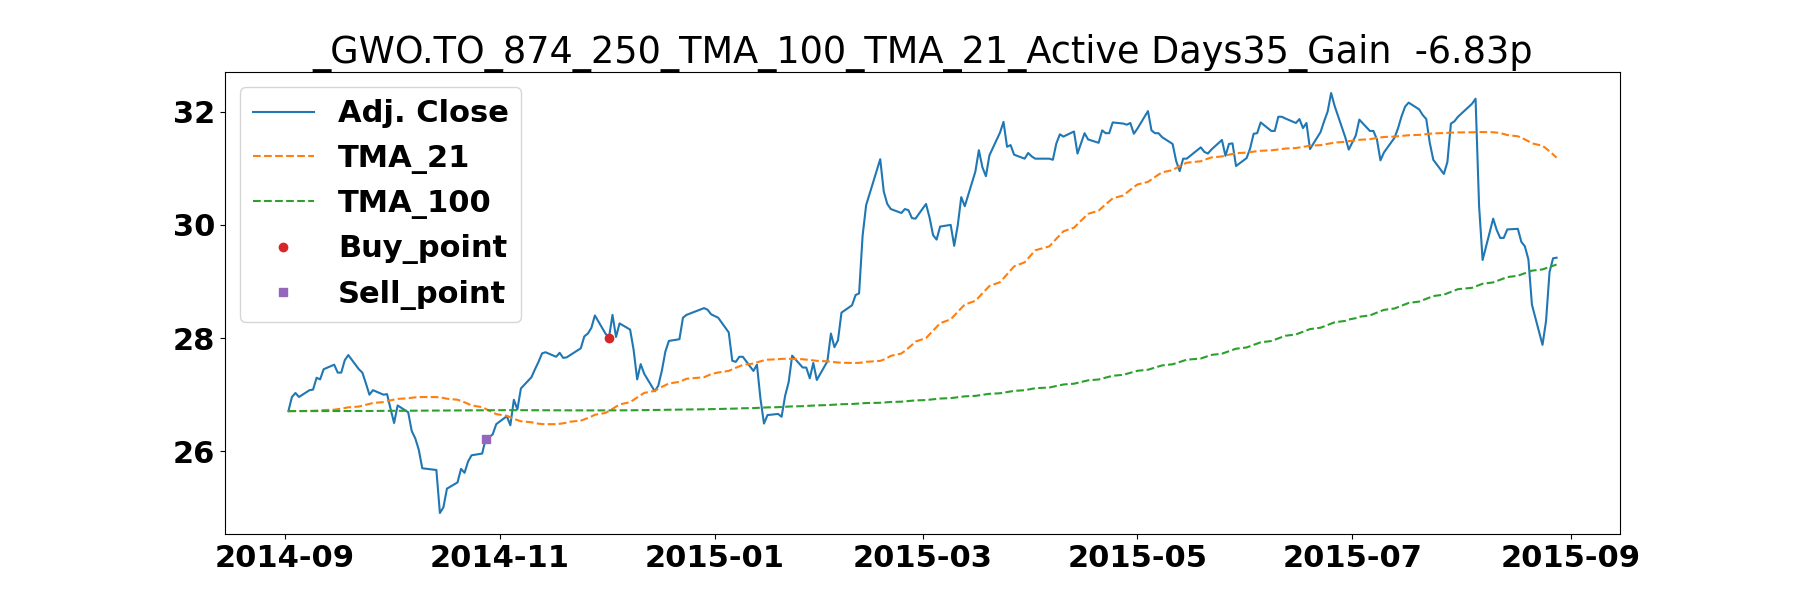 _GWO.TO_874_250_TMA_100_TMA_21_Active Days35_Gain  -6.83p
Adj. Close
TMA_21
TMA_100
Buy_point
Sell_point
32
30
28
26
2014-09 2014-11 2015-01 2015-03 2015-05 2015-07 2015-09